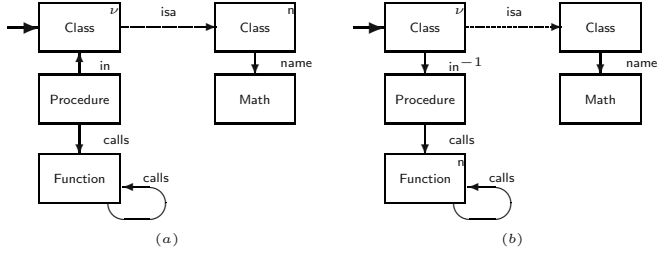 ν
Class
isa
n
Class
in
name
Procedure
Math
calls
Function
calls
(a)
ν
Class
isa
Class
in⁻¹
name
Procedure
Math
calls
n
Function
calls
(b)